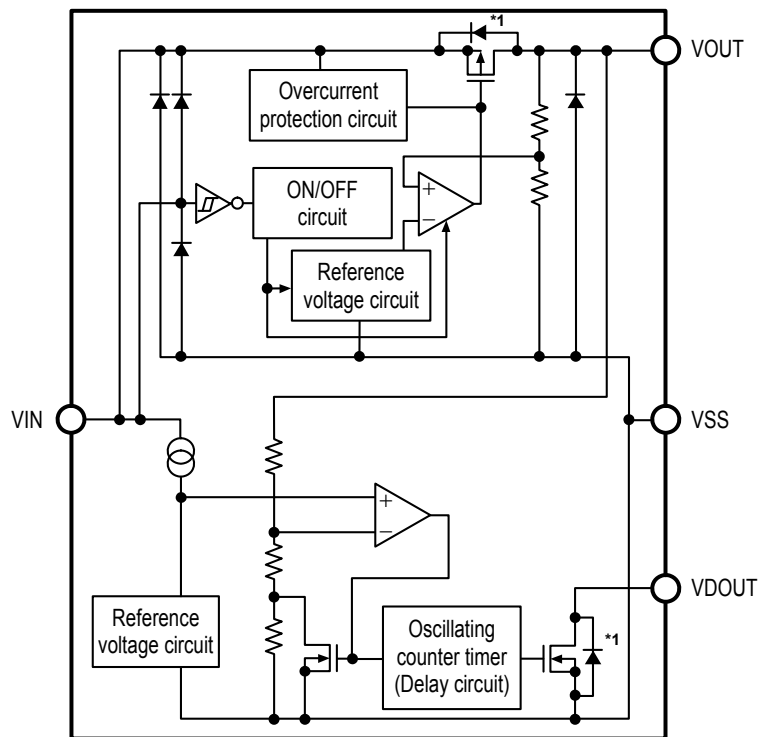 *1
VOUT
Overcurrent
protection circuit
ON/OFF
circuit
+
−
Reference
voltage circuit
VIN
VSS
+
−
VDOUT
Reference
voltage circuit
Oscillating
counter timer
(Delay circuit)
*1